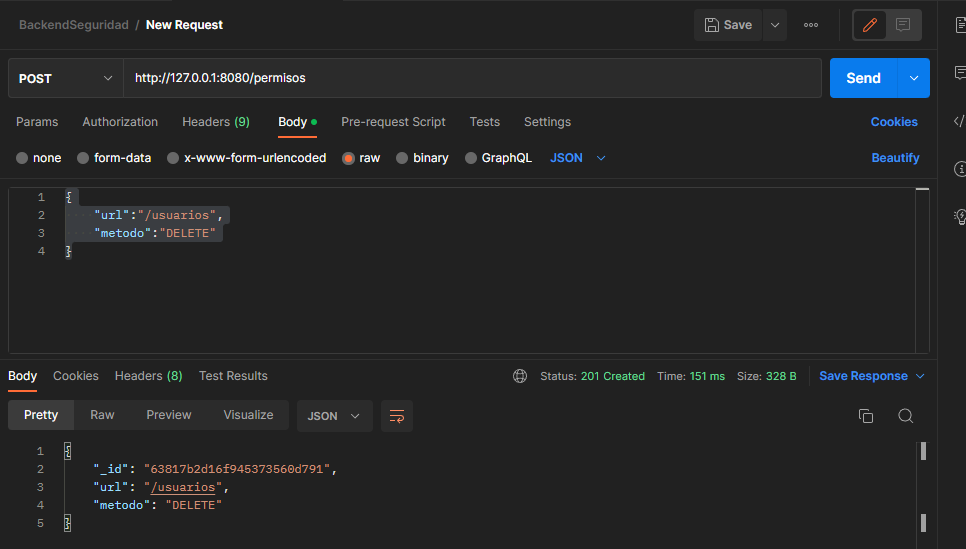 BackendSeguridad / New Request
Save
POST
http://127.0.0.1:8080/permisos
Send
Params Authorization Headers (9) Body Pre-request Script Tests Settings Cookies
none form-data x-www-form-urlencoded raw binary GraphQL JSON Beautify
1 {
2 "url":"/usuarios",
3 "metodo":"DELETE"
4 }
Body Cookies Headers (8) Test Results Status: 201 Created Time: 151 ms Size: 328 B Save Response
Pretty Raw Preview Visualize JSON
1 {
2 "_id": "63817b2d16f945373560d791",
3 "url": "/usuarios",
4 "metodo": "DELETE"
5 }